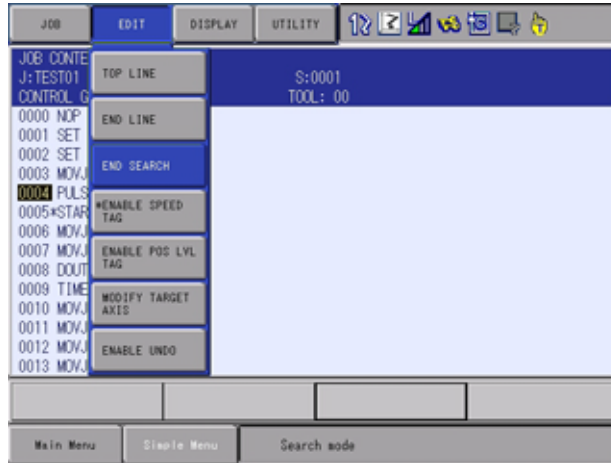 JOB EDIT DISPLAY UTILITY
JOB CONTE
J:TEST01 S:0001
CONTROL G TOOL: 00
0000 NOP
0001 SET
0002 SET
0003 MOVJ
0004 PULS
0005*STAR
0006 MOVJ
0007 MOVJ
0008 DOUT
0009 TIME
0010 MOVJ
0011 MOVJ
0012 MOVJ
0013 MOVJ
TOP LINE
END LINE
END SEARCH
*ENABLE SPEED
TAG
ENABLE POS LVL
TAG
MODIFY TARGET
AXIS
ENABLE UNDO
Main Menu Simple Menu Search mode